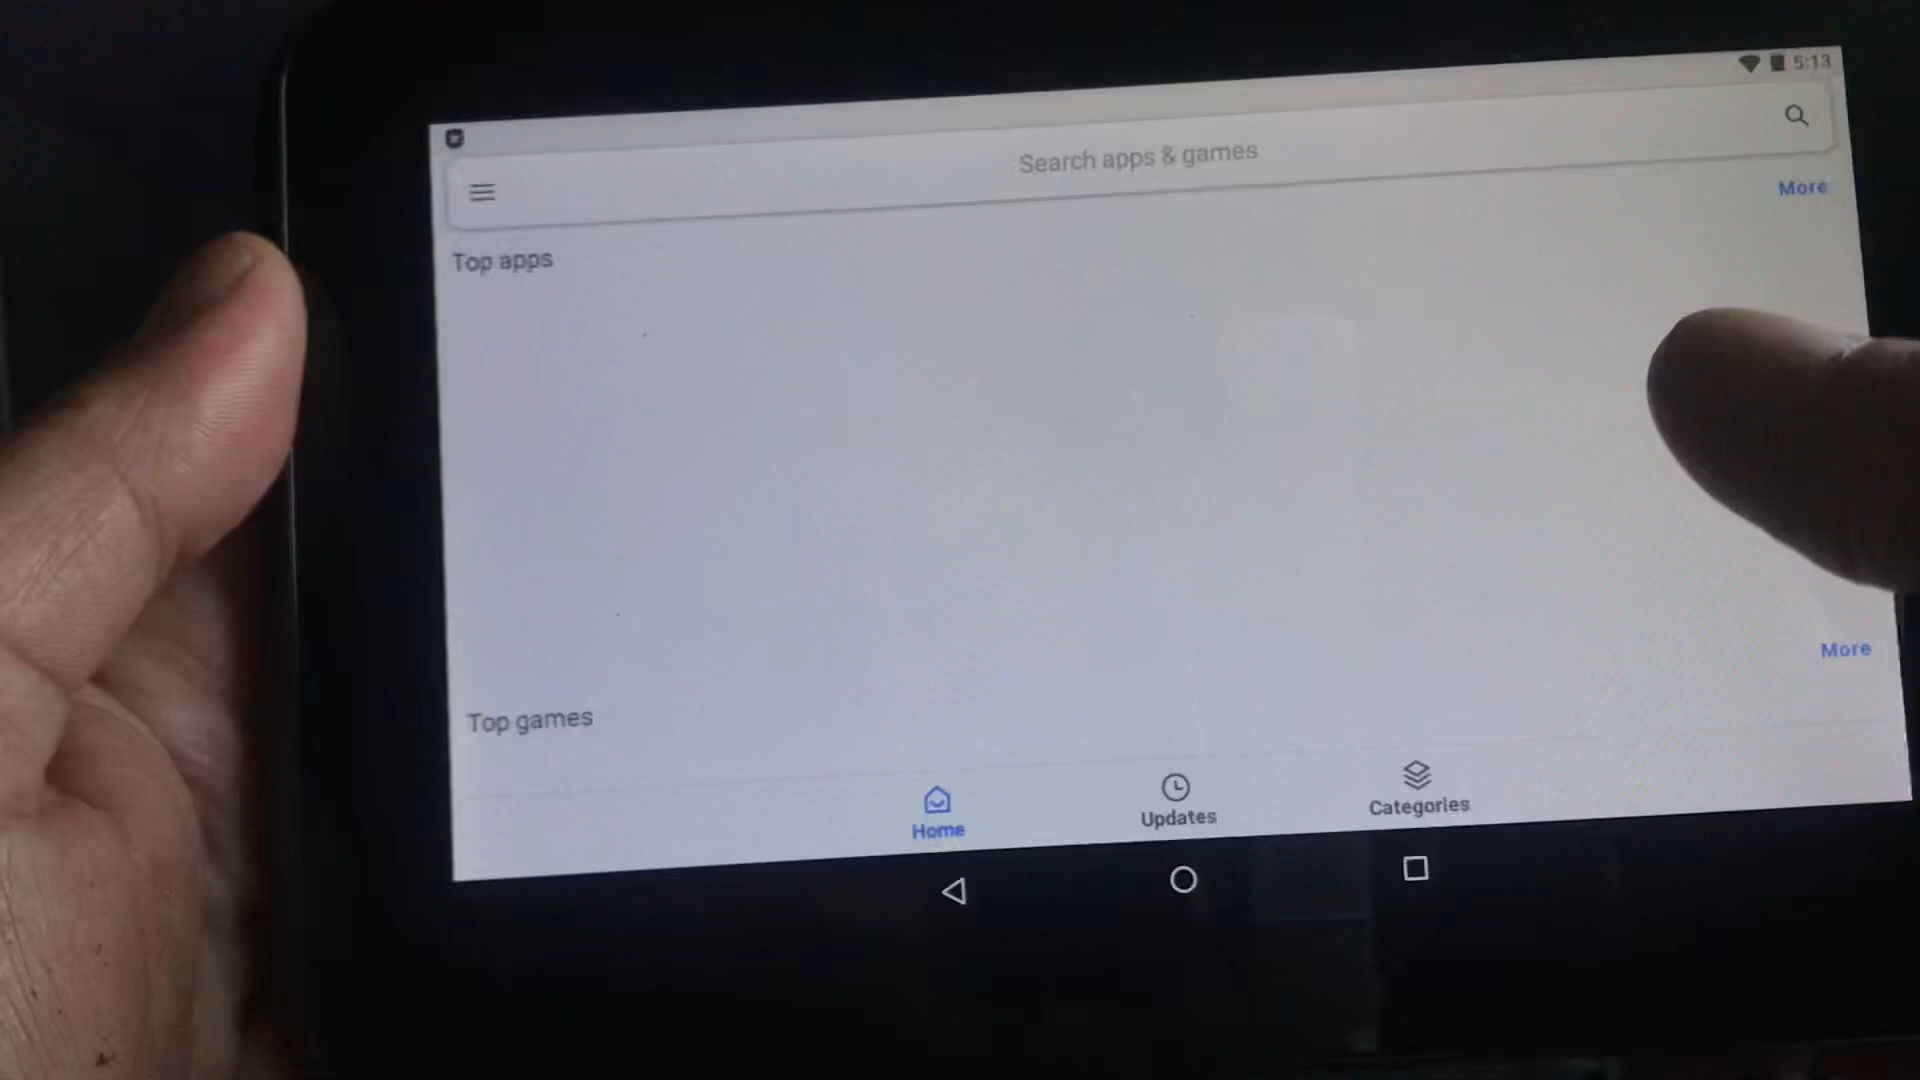 5:13
Search apps & games
More
Top apps
More
Top games
Home
Updates
Categories